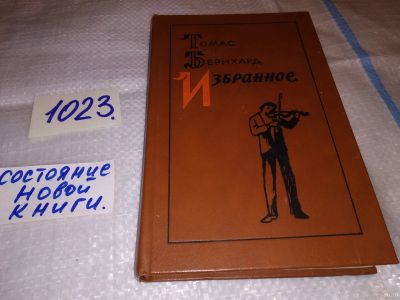 Томас
Бернхард
Избранное
1023.
состояние
новой
книги.